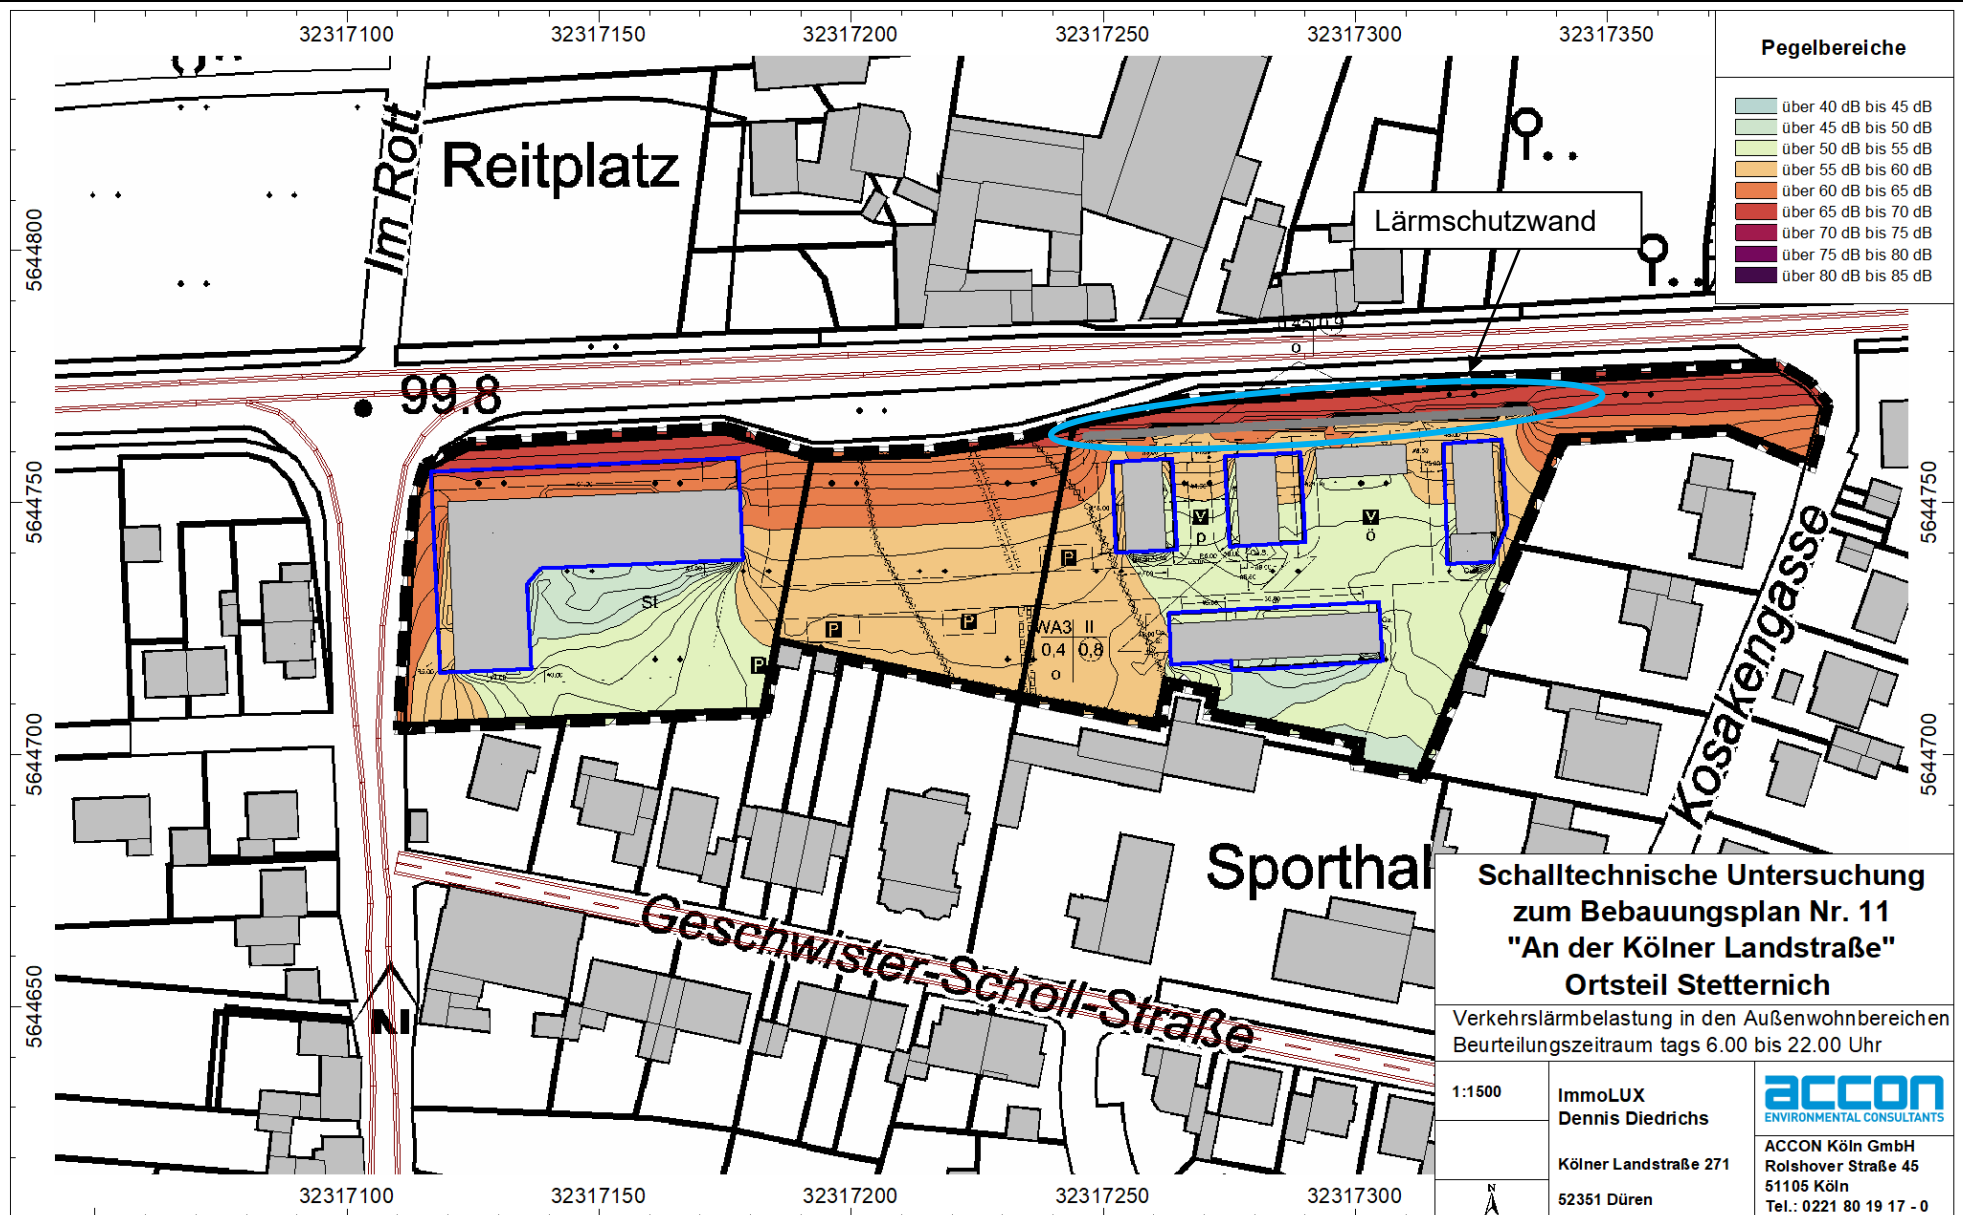 32317100 32317150 32317200 32317250 32317300 32317350
Pegelbereiche
über 40 dB bis 45 dB
über 45 dB bis 50 dB
über 50 dB bis 55 dB
über 55 dB bis 60 dB
über 60 dB bis 65 dB
über 65 dB bis 70 dB
über 70 dB bis 75 dB
über 75 dB bis 80 dB
über 80 dB bis 85 dB
Im Rott
Reitplatz
Lärmschutzwand
5644800
99.8
5644750
5644750
V
p
V
ö
P
St
P
P
P
WA3 II
0,4 0,8
o
o
5644700
5644700
Kosakengasse
Sporthal
Geschwister-Scholl-Straße
5644650
Schalltechnische Untersuchung
zum Bebauungsplan Nr. 11
"An der Kölner Landstraße"
Ortsteil Stetternich
Verkehrslärmbelastung in den Außenwohnbereichen
Beurteilungszeitraum tags 6.00 bis 22.00 Uhr
1:1500
ImmoLUX
Dennis Diedrichs
Kölner Landstraße 271
52351 Düren
accon
ENVIRONMENTAL CONSULTANTS
ACCON Köln GmbH
Rolshover Straße 45
51105 Köln
Tel.: 0221 80 19 17 - 0
N
32317100 32317150 32317200 32317250 32317300